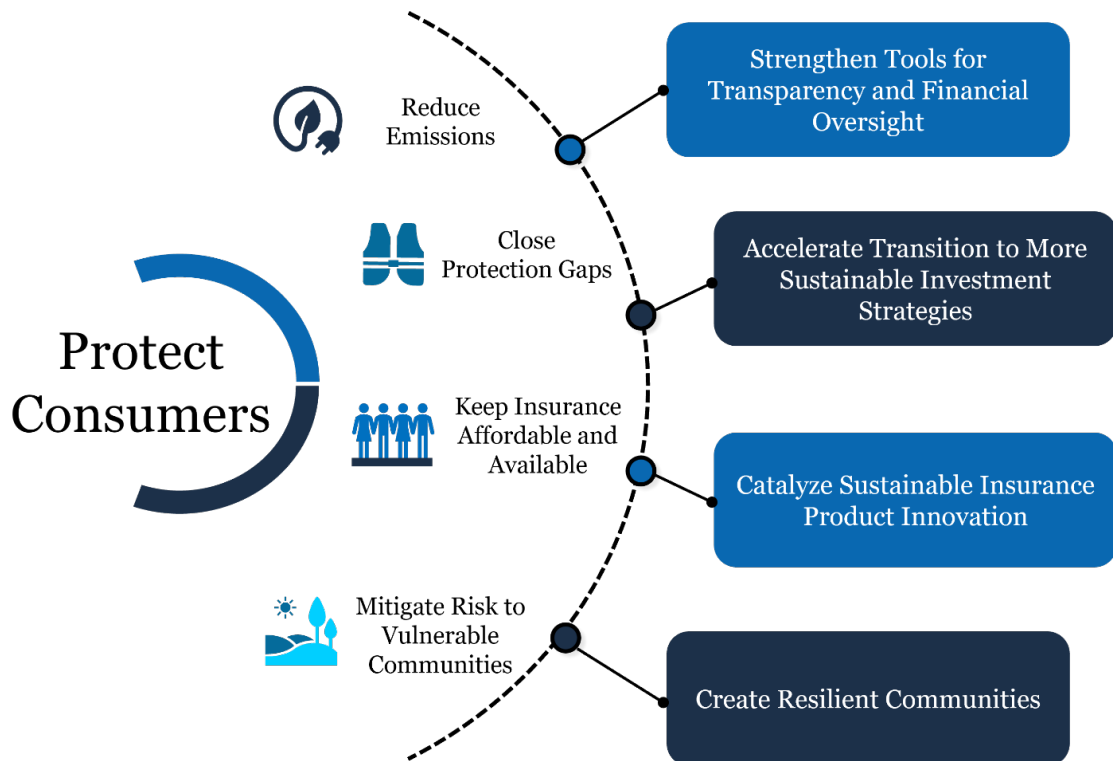 Protect
Consumers
Reduce
Emissions
Close
Protection Gaps
Keep Insurance
Affordable and
Available
Mitigate Risk to
Vulnerable
Communities
Strengthen Tools for
Transparency and Financial
Oversight
Accelerate Transition to More
Sustainable Investment
Strategies
Catalyze Sustainable Insurance
Product Innovation
Create Resilient Communities